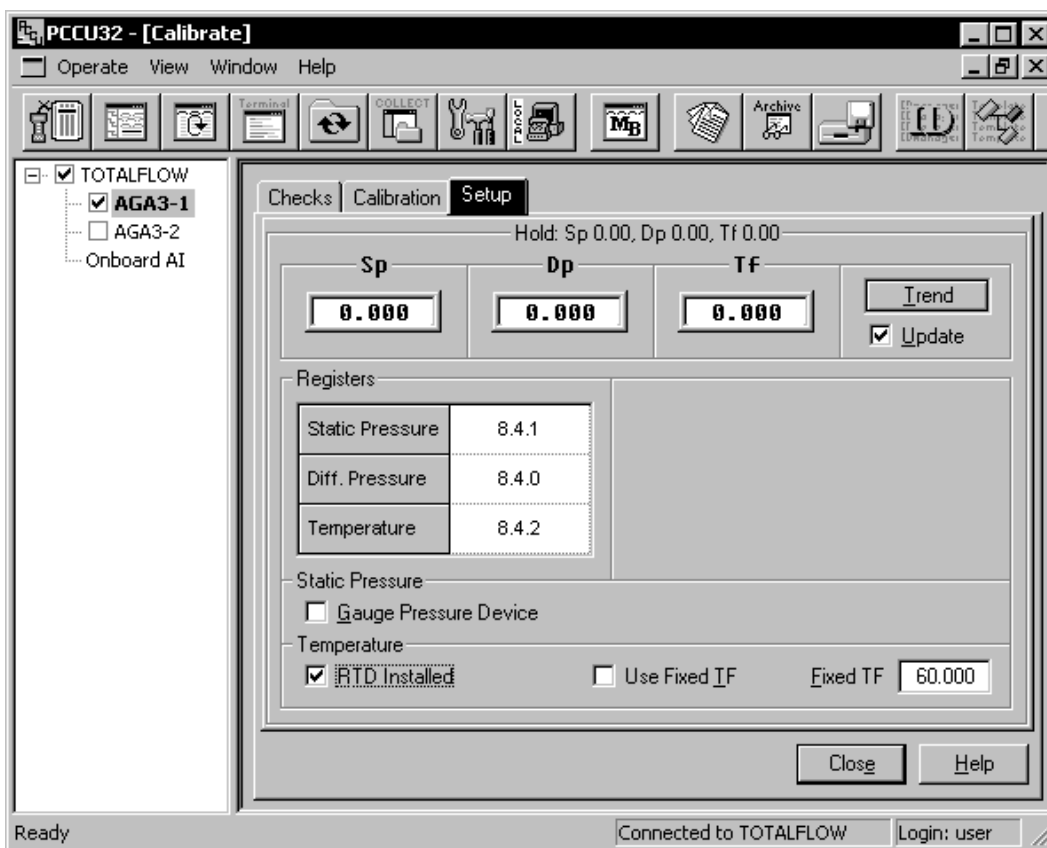 PCCU32 - [Calibrate]
Operate View Window Help
Terminal
COLLECT
LOCAL
MB
Archive
TOTALFLOW
AGA3-1
AGA3-2
Onboard AI
Checks Calibration Setup
Hold: Sp 0.00, Dp 0.00, Tf 0.00
Sp Dp Tf
0.000 0.000 0.000
Trend
Update
Registers
Static Pressure 8.4.1
Diff. Pressure 8.4.0
Temperature 8.4.2
Static Pressure
Gauge Pressure Device
Temperature
RTD Installed Use Fixed TF Fixed TF 60.000
Close Help
Ready Connected to TOTALFLOW Login: user